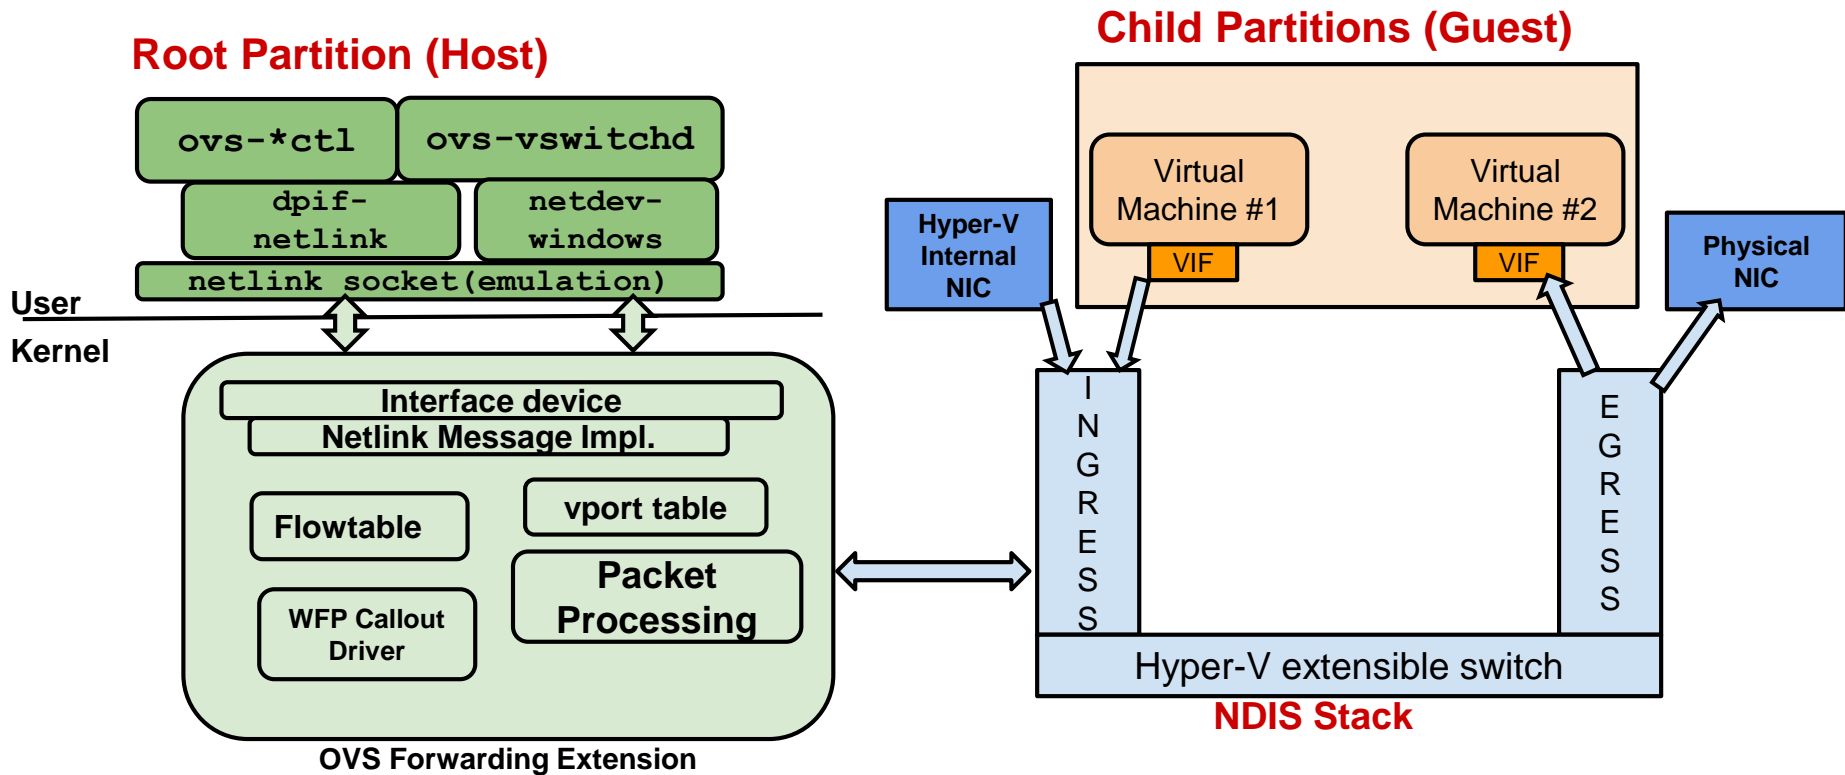 Root Partition (Host)
ovs-*ctl
ovs-vswitchd
dpif-
netlink
netdev-
windows
netlink socket(emulation)
User
Kernel
Interface device
Netlink Message Impl.
Flowtable
vport table
WFP Callout
Driver
Packet
Processing
OVS Forwarding Extension
Child Partitions (Guest)
Virtual
Machine #1
VIF
Virtual
Machine #2
VIF
Hyper-V
Internal
NIC
Physical
NIC
INGRESS
EGRESS
Hyper-V extensible switch
NDIS Stack